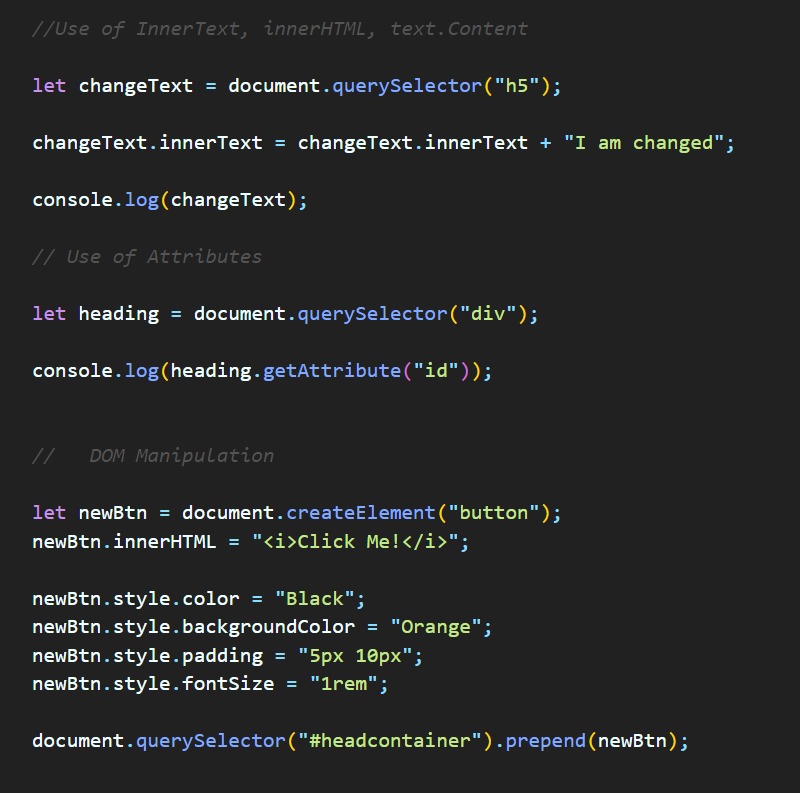 //Use of InnerText, innerHTML, text.Content
let changeText = document.querySelector("h5");
changeText.innerText = changeText.innerText + "I am changed";
console.log(changeText);
// Use of Attributes
let heading = document.querySelector("div");
console.log(heading.getAttribute("id"));
//   DOM Manipulation
let newBtn = document.createElement("button");
newBtn.innerHTML = "<i>Click Me!</i>";
newBtn.style.color = "Black";
newBtn.style.backgroundColor = "Orange";
newBtn.style.padding = "5px 10px";
newBtn.style.fontSize = "1rem";
document.querySelector("#headcontainer").prepend(newBtn);